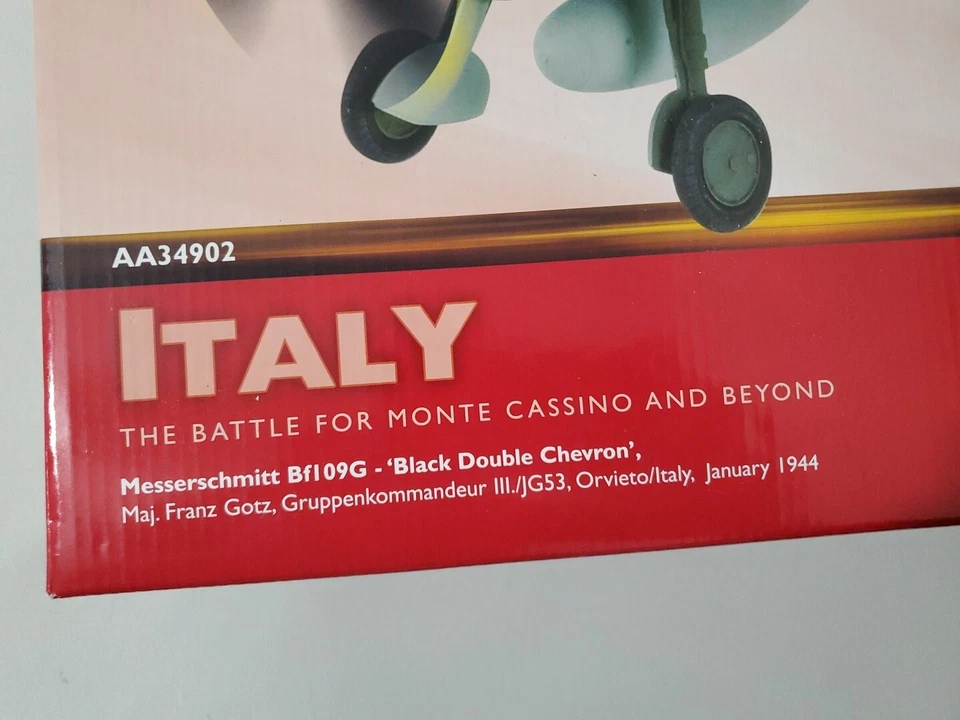 AA34902
ITALY
THE BATTLE FOR MONTE CASSINO AND BEYOND
Messerschmitt Bf109G - ‘Black Double Chevron’,
Maj. Franz Gotz, Gruppenkommandeur III./JG53, Orvieto/Italy, January 1944